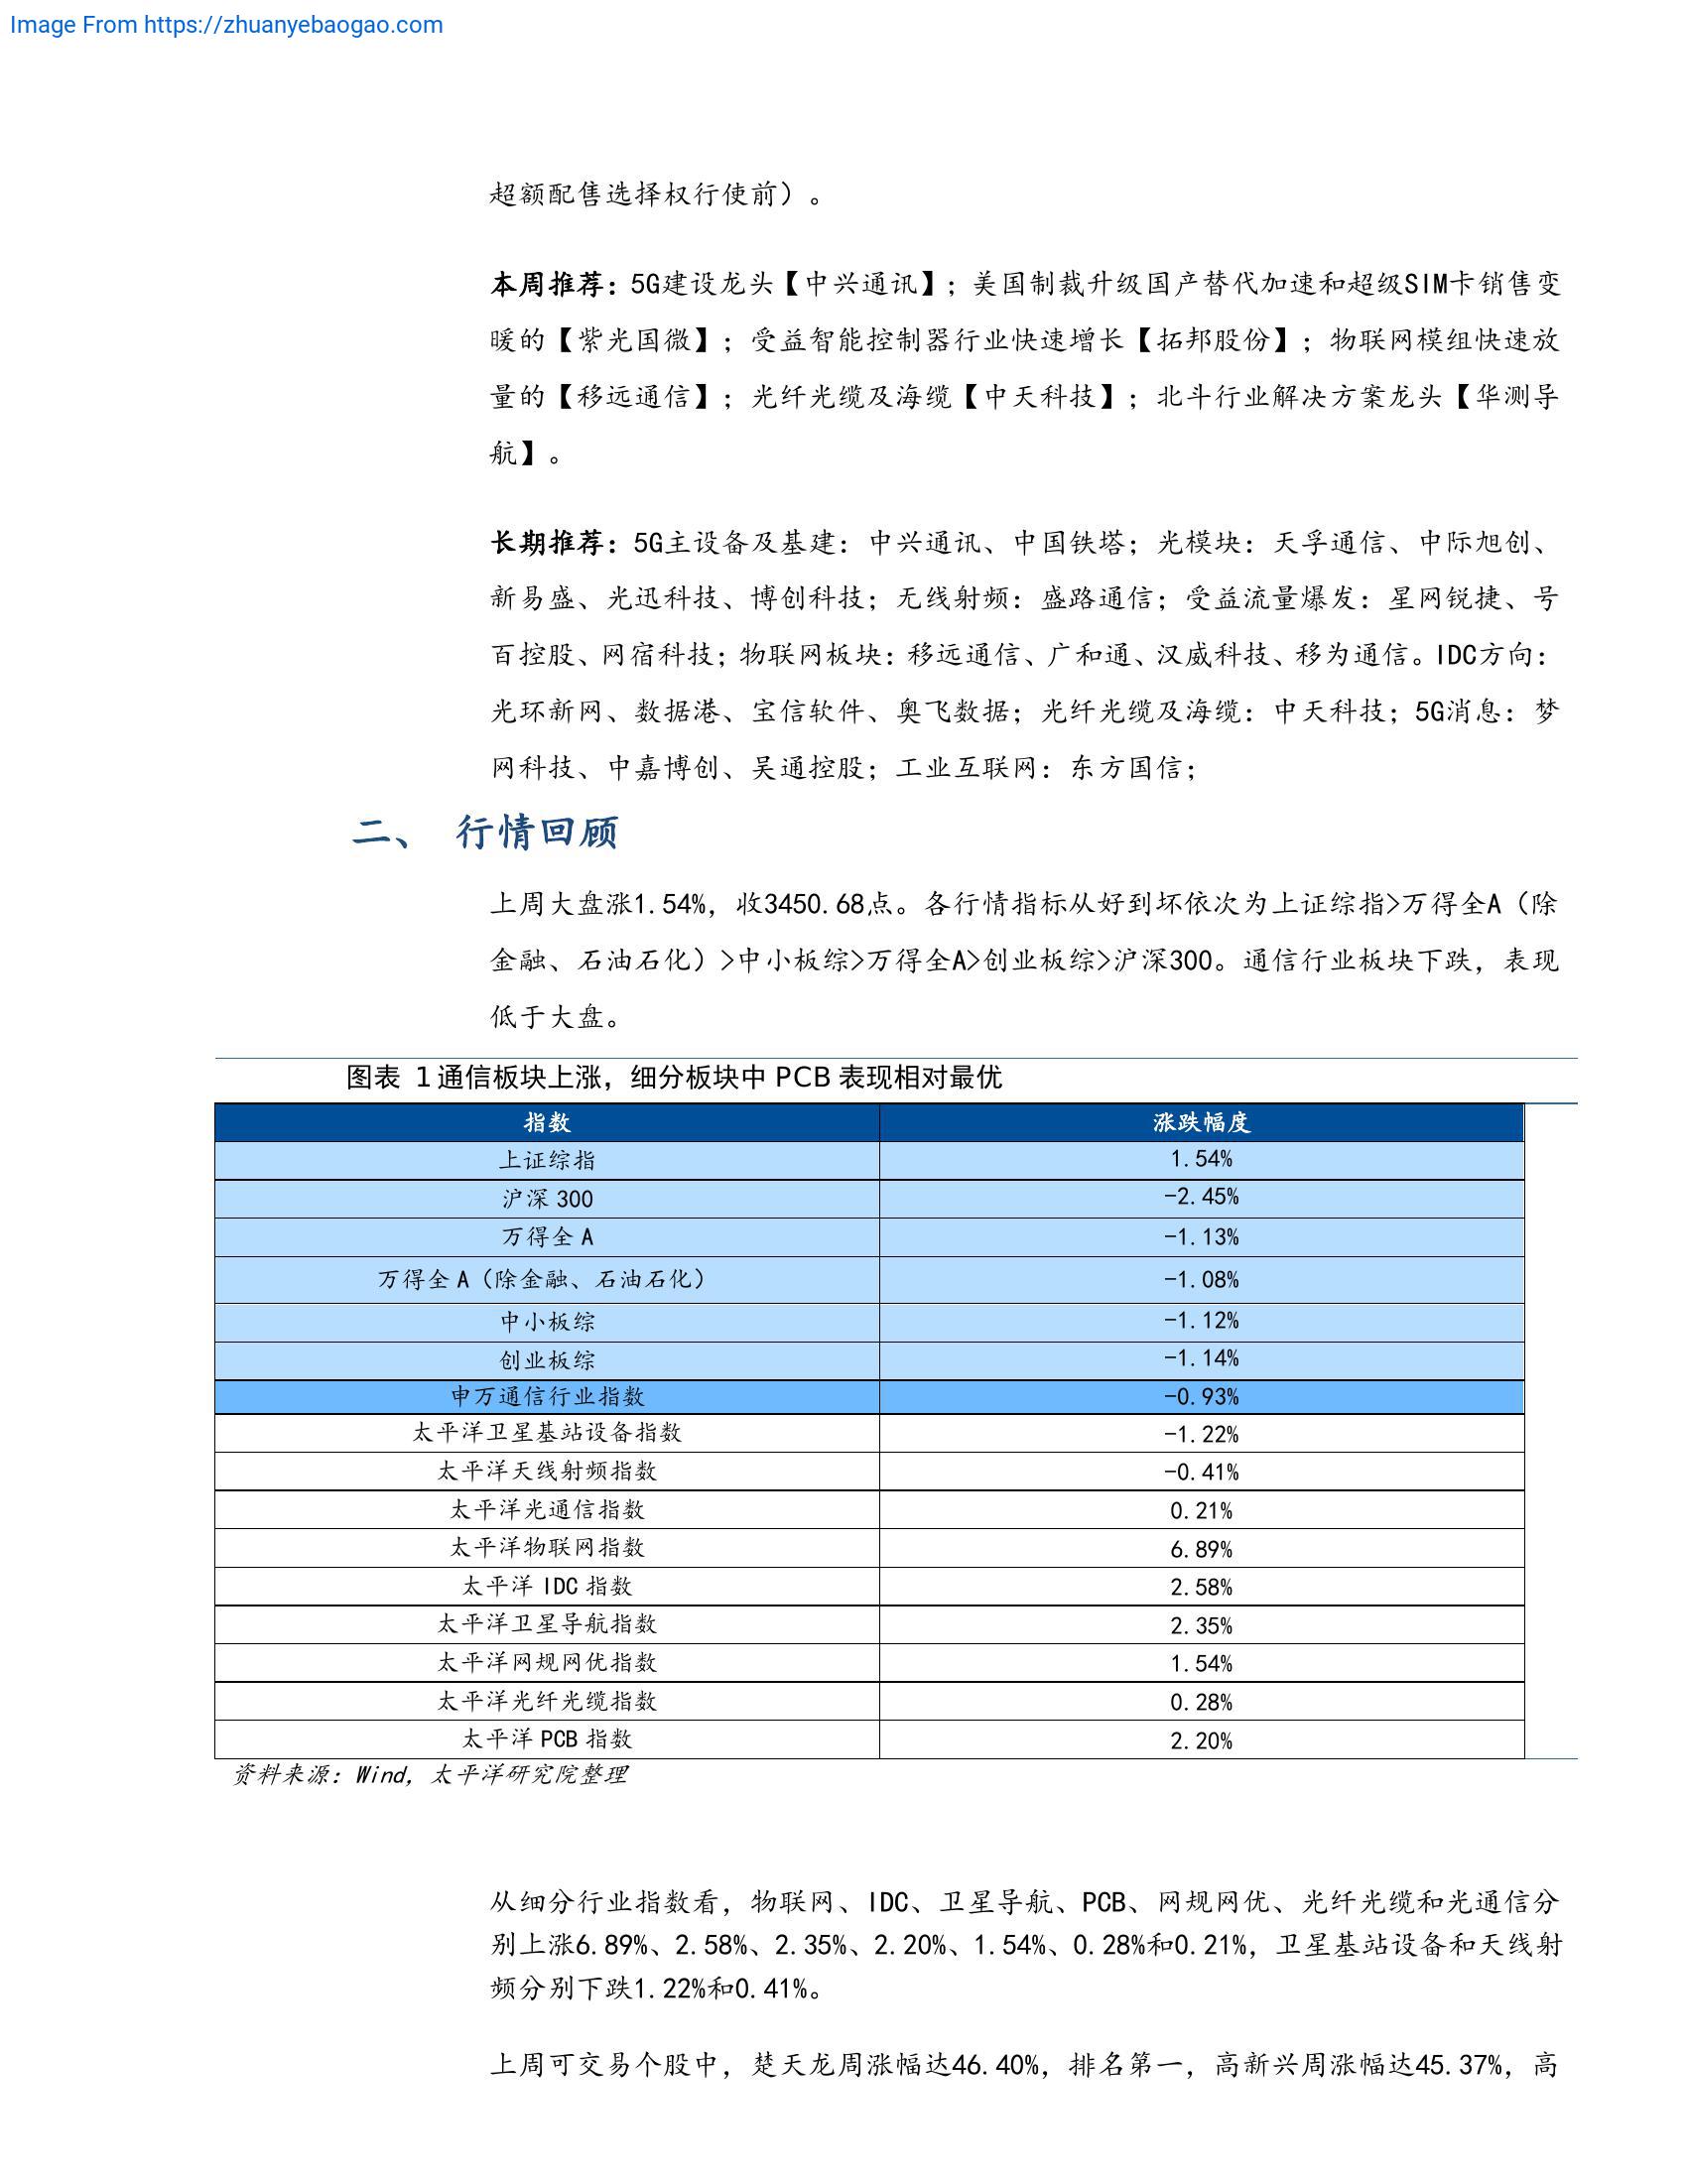 Image From https://zhuanyebaogao.com
超额配售选择权行使前）。
本周推荐：5G建设龙头【中兴通讯】；美国制裁升级国产替代加速和超级SIM卡销售变
暖的【紫光国微】；受益智能控制器行业快速增长【拓邦股份】；物联网模组快速放
量的【移远通信】；光纤光缆及海缆【中天科技】；北斗行业解决方案龙头【华测导
航】。
长期推荐：5G主设备及基建：中兴通讯、中国铁塔；光模块：天孚通信、中际旭创、
新易盛、光迅科技、博创科技；无线射频：盛路通信；受益流量爆发：星网锐捷、号
百控股、网宿科技；物联网板块：移远通信、广和通、汉威科技、移为通信。IDC方向：
光环新网、数据港、宝信软件、奥飞数据；光纤光缆及海缆：中天科技；5G消息：梦
网科技、中嘉博创、吴通控股；工业互联网：东方国信；
二、 行情回顾
上周大盘涨1.54%，收3450.68点。各行情指标从好到坏依次为上证综指>万得全A（除
金融、石油石化）>中小板综>万得全A>创业板综>沪深300。通信行业板块下跌，表现
低于大盘。
图表 1 通信板块上涨，细分板块中 PCB 表现相对最优
指数 涨跌幅度
上证综指 1.54%
沪深 300 -2.45%
万得全 A -1.13%
万得全 A（除金融、石油石化） -1.08%
中小板综 -1.12%
创业板综 -1.14%
申万通信行业指数 -0.93%
太平洋卫星基站设备指数 -1.22%
太平洋天线射频指数 -0.41%
太平洋光通信指数 0.21%
太平洋物联网指数 6.89%
太平洋 IDC 指数 2.58%
太平洋卫星导航指数 2.35%
太平洋网规网优指数 1.54%
太平洋光纤光缆指数 0.28%
太平洋 PCB 指数 2.20%
资料来源：Wind，太平洋研究院整理
从细分行业指数看，物联网、IDC、卫星导航、PCB、网规网优、光纤光缆和光通信分
别上涨6.89%、2.58%、2.35%、2.20%、1.54%、0.28%和0.21%，卫星基站设备和天线射
频分别下跌1.22%和0.41%。
上周可交易个股中，楚天龙周涨幅达46.40%，排名第一，高新兴周涨幅达45.37%，高